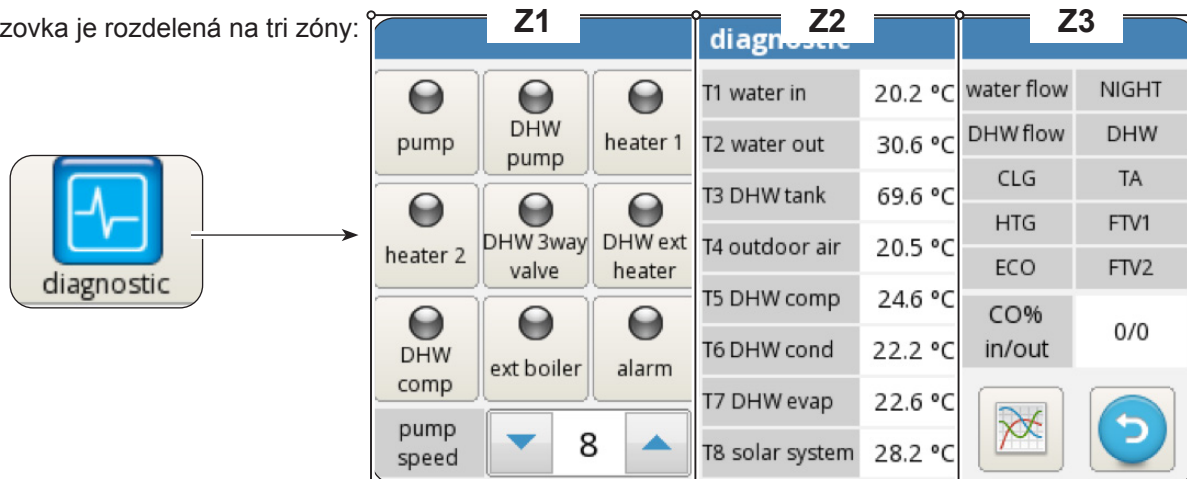 zovka je rozdelená na tri zóny:
diagnostic
Z1
pump
DHW
pump
heater 1
heater 2
DHW 3way
valve
DHW ext
heater
DHW
comp
ext boiler
alarm
pump
speed
8
Z2
diagnostic
T1 water in 20.2 °C
T2 water out 30.6 °C
T3 DHW tank 69.6 °C
T4 outdoor air 20.5 °C
T5 DHW comp 24.6 °C
T6 DHW cond 22.2 °C
T7 DHW evap 22.6 °C
T8 solar system 28.2 °C
Z3
water flow NIGHT
DHW flow DHW
CLG TA
HTG FTV1
ECO FTV2
CO%
in/out
0/0